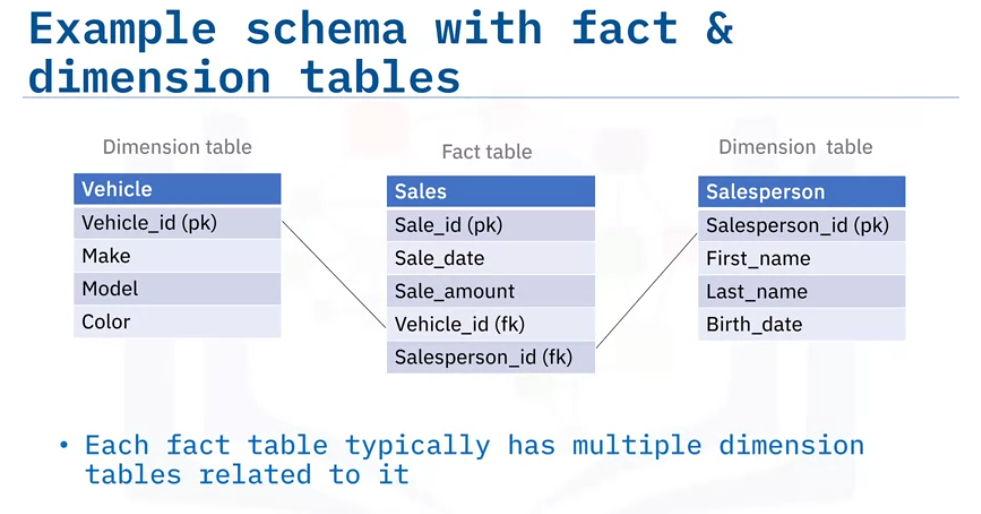 Example schema with fact &
dimension tables
Dimension table
Vehicle
Vehicle_id (pk)
Make
Model
Color
Fact table
Sales
Sale_id (pk)
Sale_date
Sale_amount
Vehicle_id (fk)
Salesperson_id (fk)
Dimension table
Salesperson
Salesperson_id (pk)
First_name
Last_name
Birth_date
• Each fact table typically has multiple dimension
tables related to it